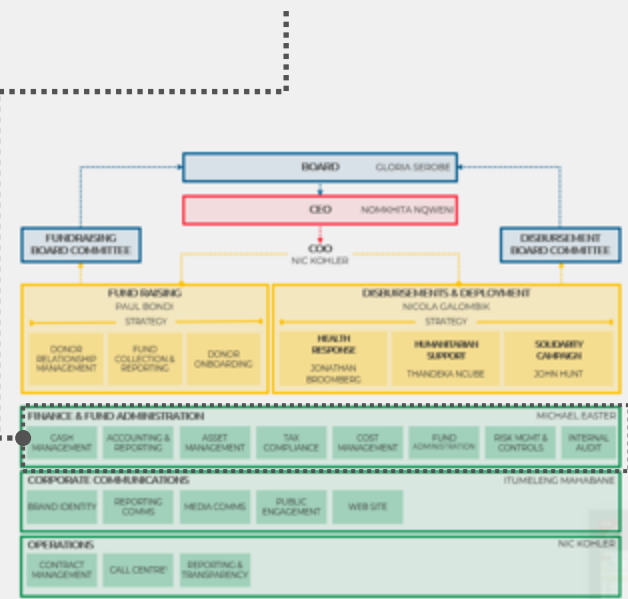 BOARD GLORIA SEROBE
CEO NOMKHITA NQWENI
FUNDRAISING
BOARD COMMITTEE
COO
NIC KOHLER
DISBURSEMENT
BOARD COMMITTEE
FUND RAISING
PAUL BONDI
STRATEGY
DONOR
RELATIONSHIP
MANAGEMENT
FUND
COLLECTION &
REPORTING
DONOR
ONBOARDING
DISBURSEMENTS & DEPLOYMENT
NICOLA GALOMBIK
STRATEGY
HEALTH
RESPONSE
JONATHAN
BROOMBERG
HUMANITARIAN
SUPPORT
THANDEKA NCUBE
SOLIDARITY
CAMPAIGN
JOHN HUNT
FINANCE & FUND ADMINISTRATION MICHAEL EASTER
CASH
MANAGEMENT
ACCOUNTING &
REPORTING
ASSET
MANAGEMENT
TAX
COMPLIANCE
COST
MANAGEMENT
FUND
ADMINISTRATION
RISK MGMT &
CONTROLS
INTERNAL
AUDIT
CORPORATE COMMUNICATIONS ITUMELENG MAHABANE
BRAND IDENTITY
REPORTING
COMMS
MEDIA COMMS
PUBLIC
ENGAGEMENT
WEB SITE
OPERATIONS NIC KOHLER
CONTRACT
MANAGEMENT
CALL CENTRE
REPORTING &
TRANSPARENCY